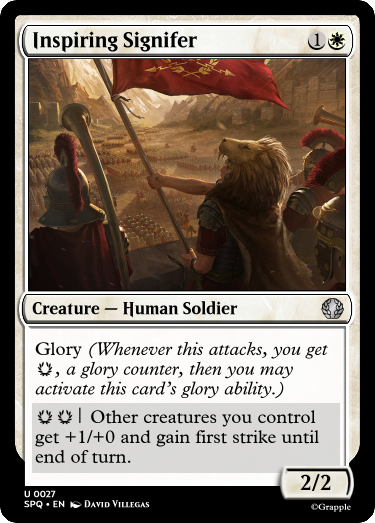 Inspiring Signifer 1
Creature — Human Soldier
Glory (Whenever this attacks, you get
, a glory counter, then you may
activate this card's glory ability.)
| Other creatures you control
get +1/+0 and gain first strike until
end of turn.
2/2
U 0027
SPQ • EN David Villegas
©Grapple